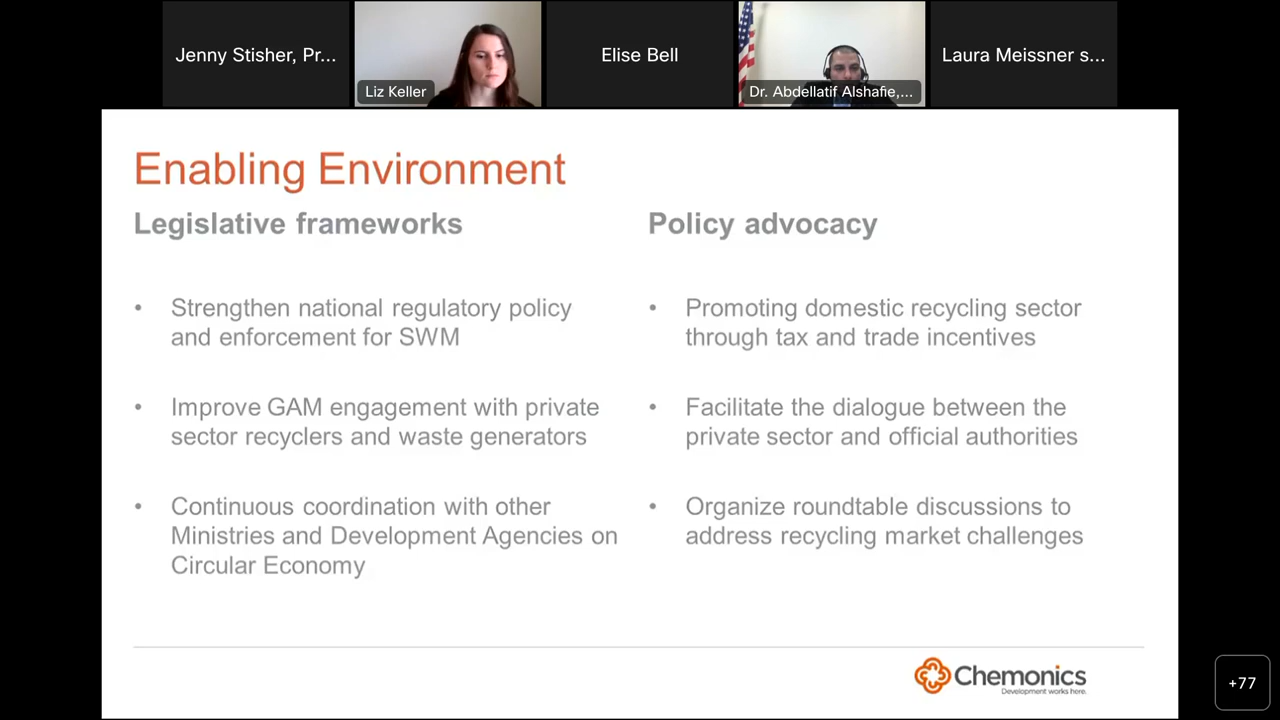 Jenny Stisher, Pr...
Liz Keller
Elise Bell
Dr. Abdellatif Alshafie,...
Laura Meissner s...
Enabling Environment
Legislative frameworks
• Strengthen national regulatory policy
and enforcement for SWM
• Improve GAM engagement with private
sector recyclers and waste generators
• Continuous coordination with other
Ministries and Development Agencies on
Circular Economy
Policy advocacy
• Promoting domestic recycling sector
through tax and trade incentives
• Facilitate the dialogue between the
private sector and official authorities
• Organize roundtable discussions to
address recycling market challenges
Chemonics
Development works here.
+77